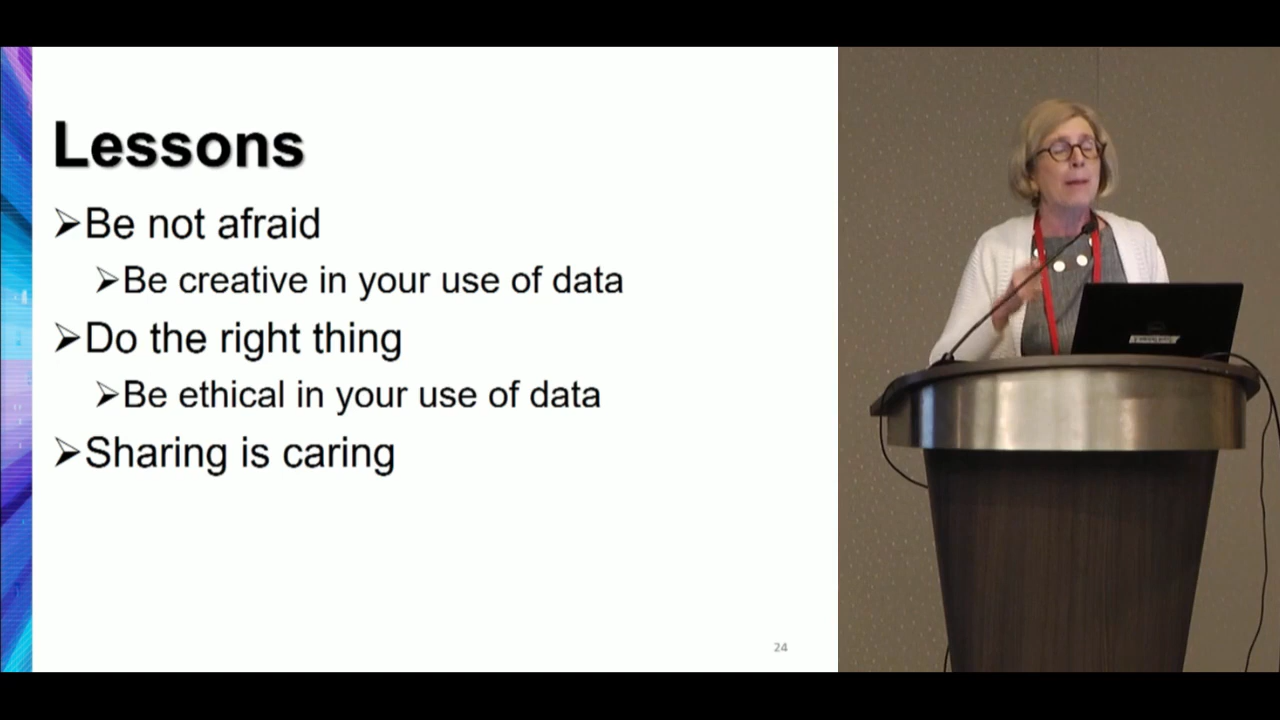 Lessons
➢Be not afraid
➢Be creative in your use of data
➢Do the right thing
➢Be ethical in your use of data
➢Sharing is caring
24